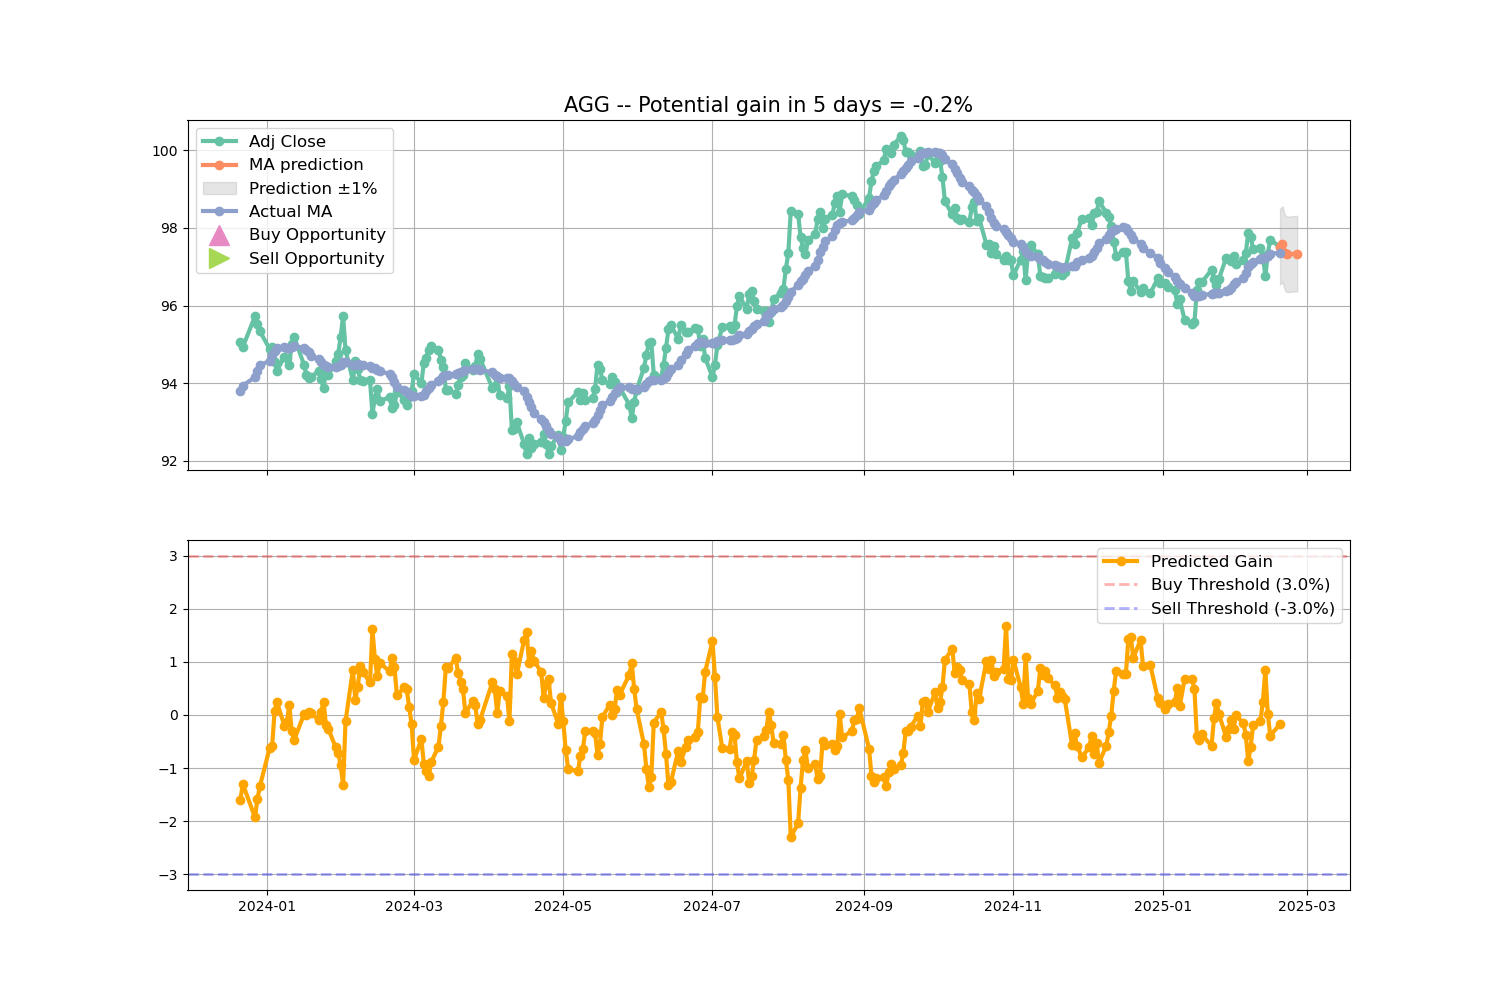 AGG -- Potential gain in 5 days = -0.2%
Adj Close
MA prediction
Prediction ±1%
Actual MA
Buy Opportunity
Sell Opportunity
100
98
96
94
92
Predicted Gain
Buy Threshold (3.0%)
Sell Threshold (-3.0%)
3
2
1
0
−1
−2
−3
2024-01 2024-03 2024-05 2024-07 2024-09 2024-11 2025-01 2025-03